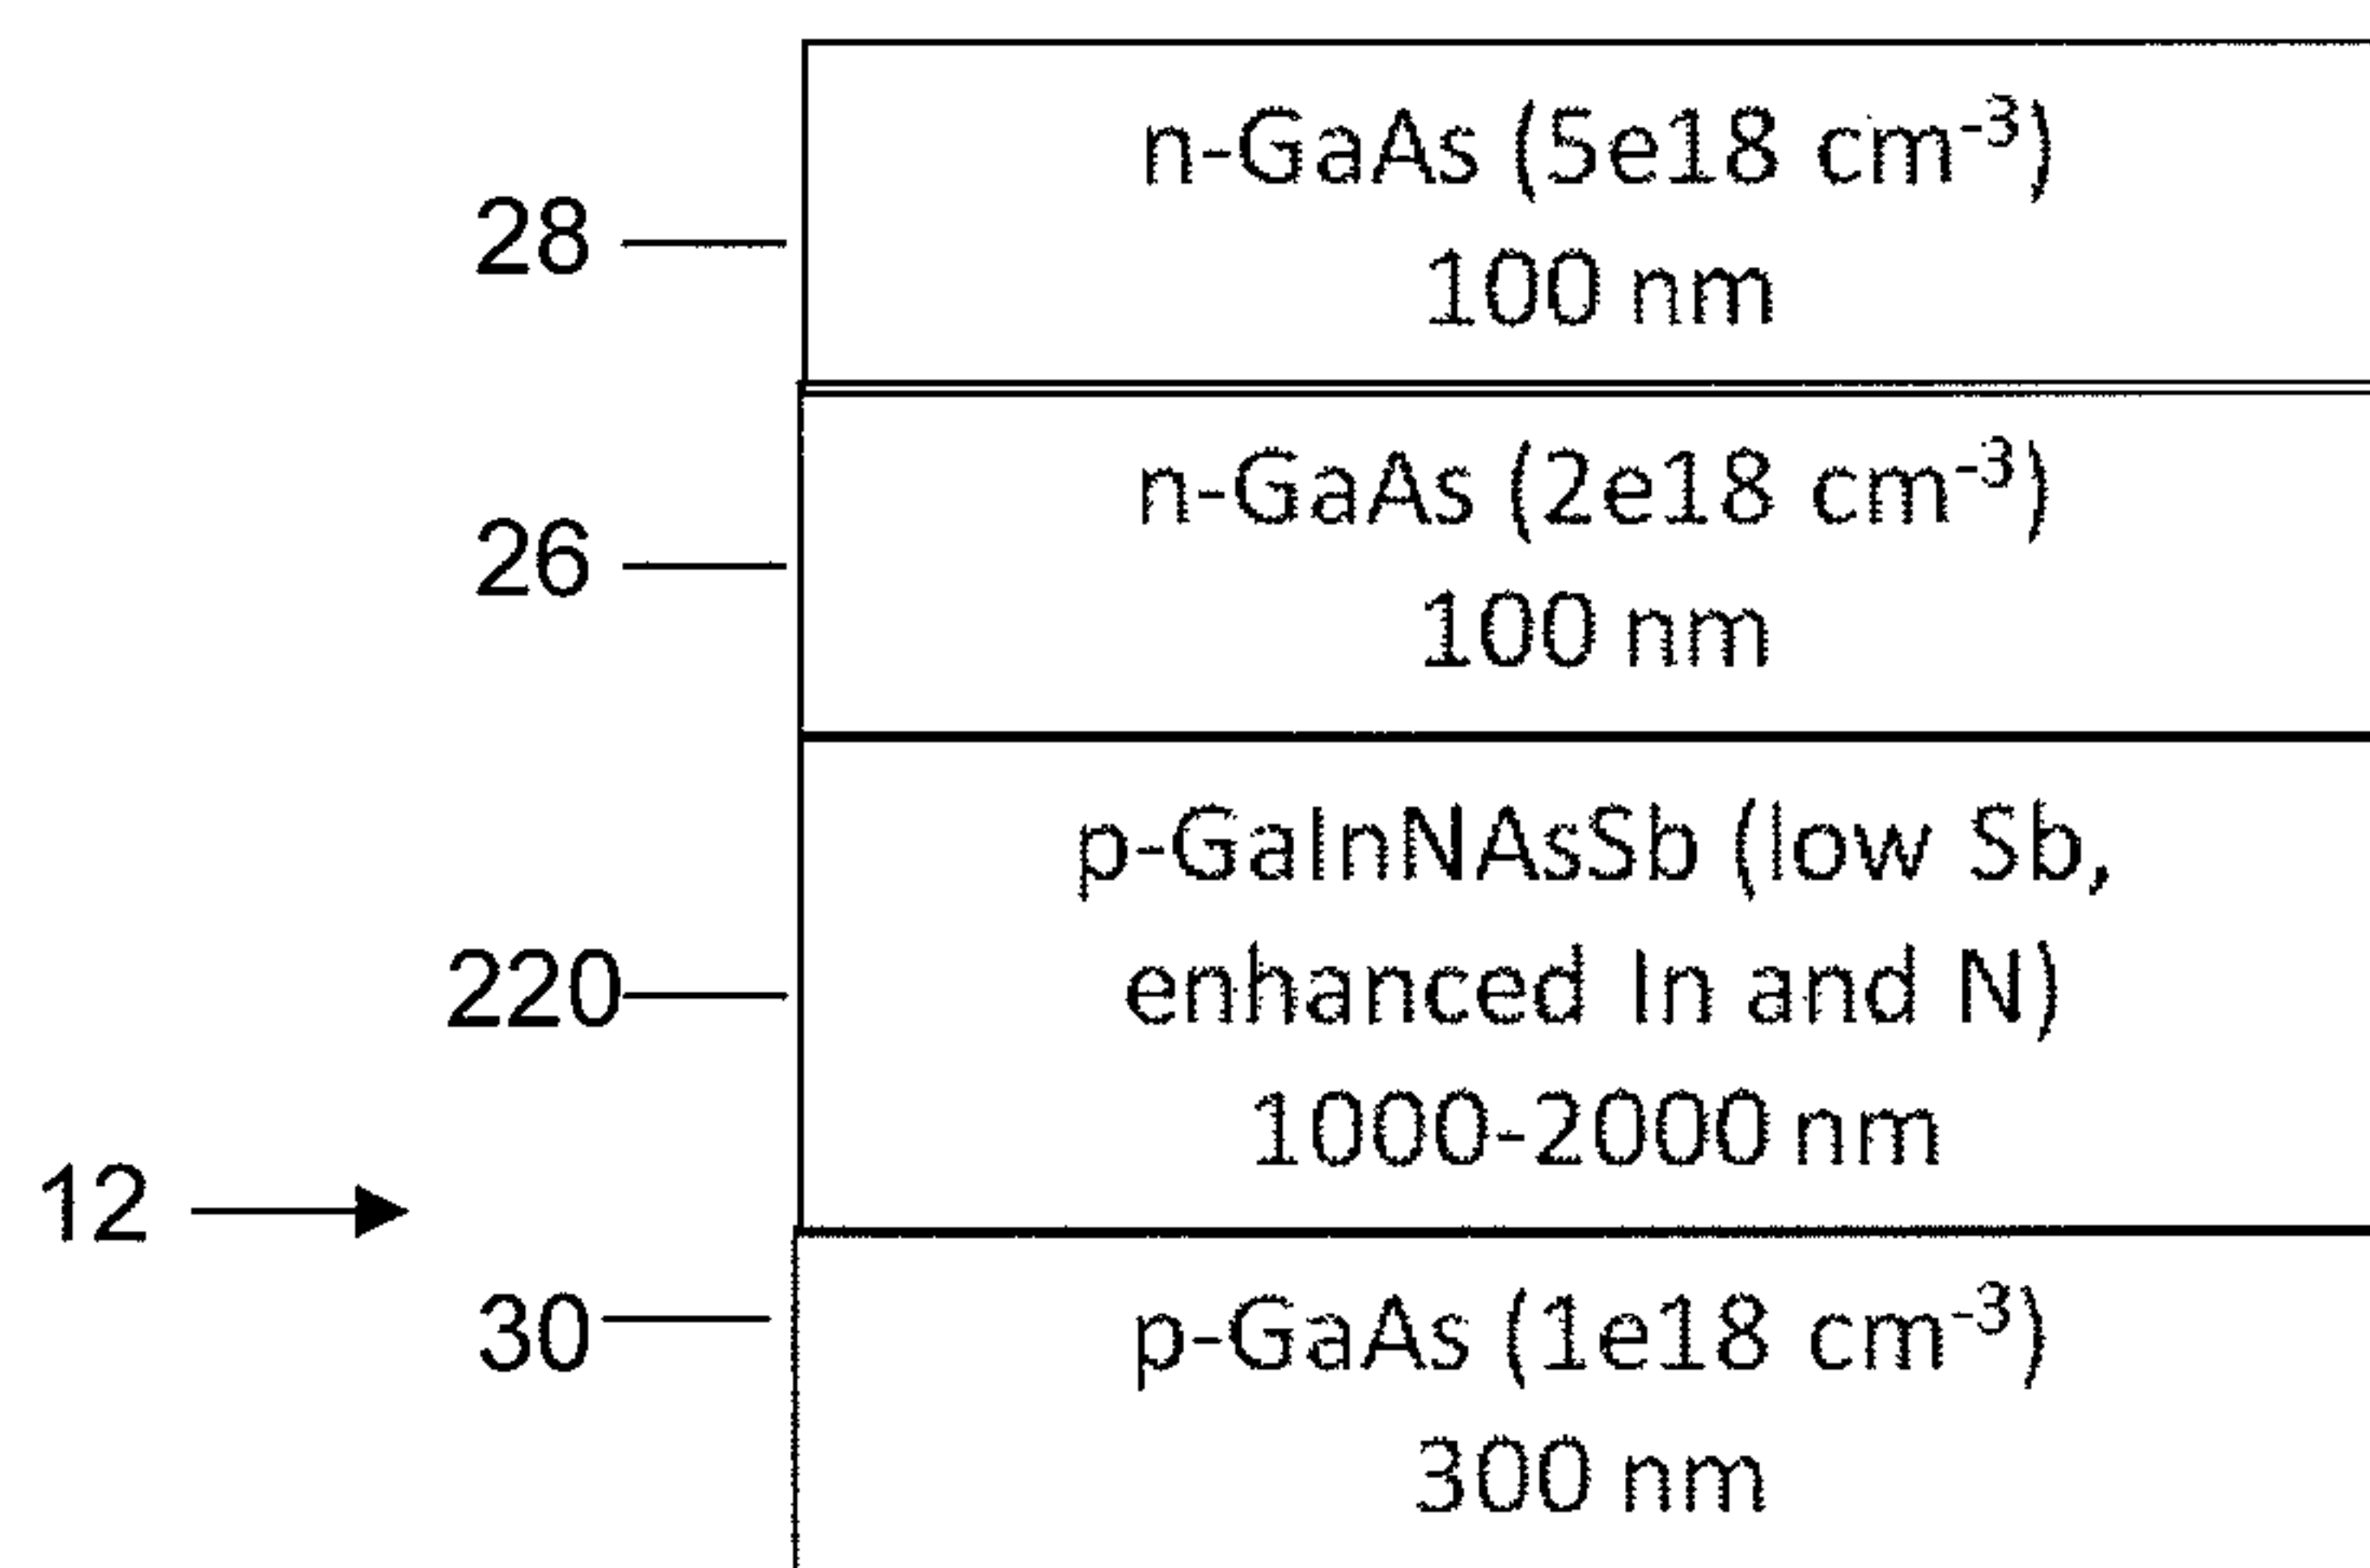 28
n-GaAs (5e18 cm⁻³)
100 nm
26
n-GaAs (2e18 cm⁻³)
100 nm
220
p-GaInNAsSb (low Sb,
enhanced In and N)
1000-2000 nm
12
30
p-GaAs (1e18 cm⁻³)
300 nm